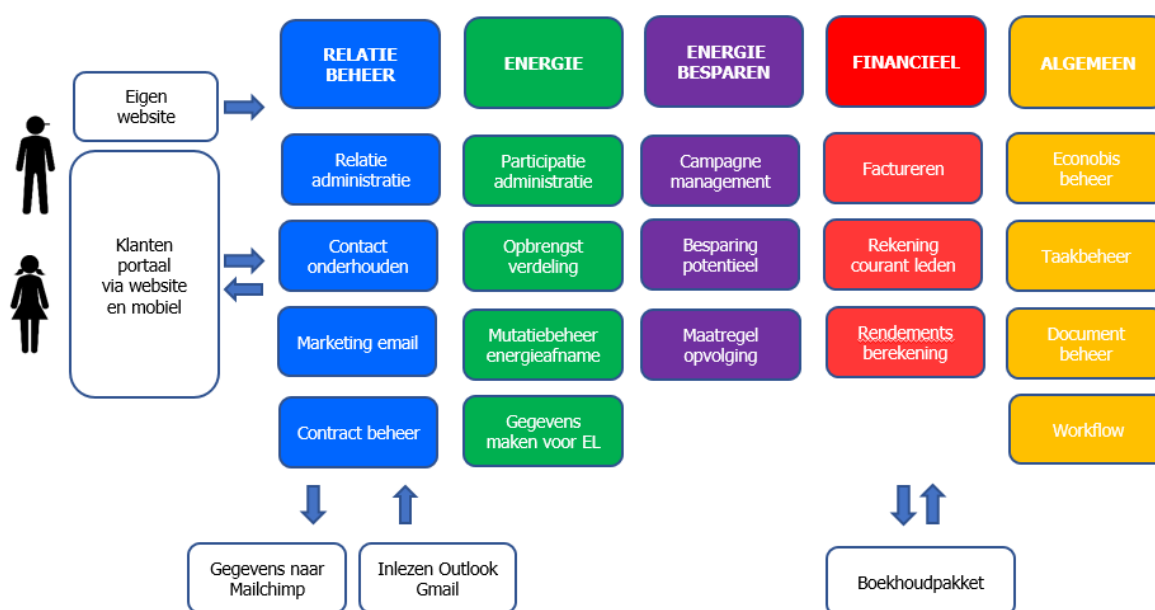 RELATIE
BEHEER
ENERGIE
ENERGIE
BESPAREN
FINANCIEEL
ALGEMEEN
Eigen
website
Klanten
portaal
via website
en mobiel
Relatie
administratie
Contact
onderhouden
Marketing email
Contract beheer
Participatie
administratie
Opbrengst
verdeling
Mutatiebeheer
energieafname
Gegevens
maken voor EL
Campagne
management
Besparing
potentieel
Maatregel
opvolging
Factureren
Rekening
courant leden
Rendements
berekening
Econobis
beheer
Taakbeheer
Document
beheer
Workflow
Gegevens naar
Mailchimp
Inlezen Outlook
Gmail
Boekhoudpakket